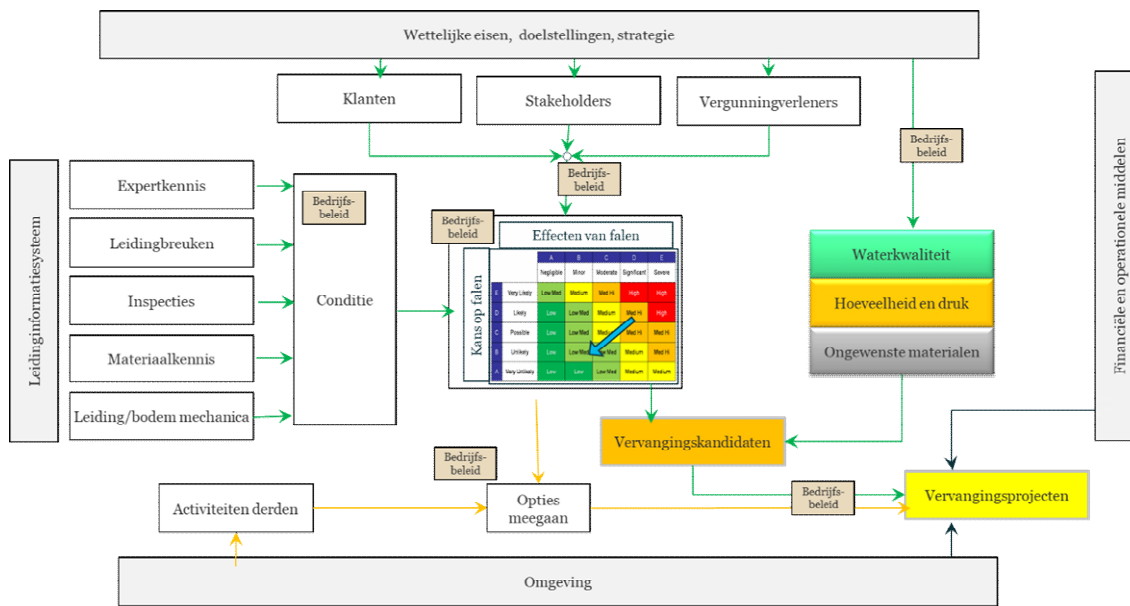 Wettelijke eisen, doelstellingen, strategie
Klanten
Stakeholders
Vergunningverleners
Bedrijfs-
beleid
Bedrijfs-
beleid
Leidinginformatiesysteem
Expertkennis
Leidingbreuken
Inspecties
Materiaalkennis
Leiding/bodem mechanica
Bedrijfs-
beleid
Conditie
Bedrijfs-
beleid
Effecten van falen
Kans op falen
A B C D E
Negligible Minor Moderate Significant Severe
E Very Likely Low Med Medium Med Hi High High
D Likely Low Low Med Medium Med Hi High
C Possible Low Low Med Medium Med Hi Med Hi
B Unlikely Low Low Med Low Med Medium Med Hi
A Very Unlikely Low Low Low Med Medium Medium
Waterkwaliteit
Hoeveelheid en druk
Ongewenste materialen
Financiële en operationele middelen
Vervangingskandidaten
Bedrijfs-
beleid
Bedrijfs-
beleid
Activiteiten derden
Opties
meegaan
Vervangingsprojecten
Omgeving